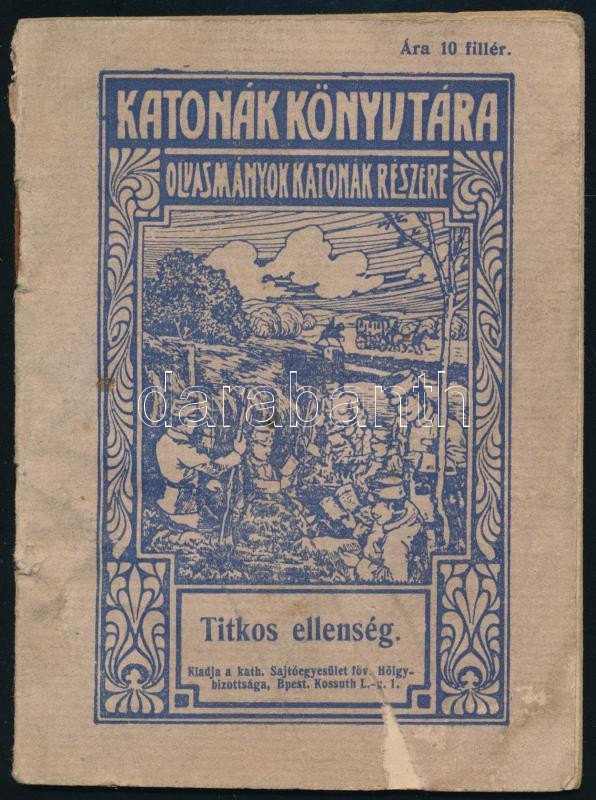 Ára 10 fillér.
KATONÁK KÖNYVTÁRA
OLVASMÁNYOK KATONÁK RÉSZÉRE
darabanth
Titkos ellenség.
Kiadja a kath. Sajtóegyesület föv. Hölgy-
bizottsága, Bpest. Kossuth L.-u. 1.